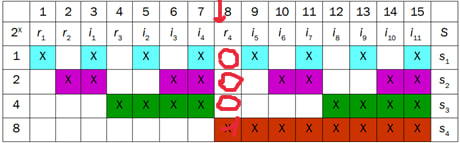 1 2 3 4 5 6 7 8 9 10 11 12 13 14 15
2ˣ r₁ r₂ i₁ r₃ i₂ i₃ i₄ r₄ i₅ i₆ i₇ i₈ i₉ i₁₀ i₁₁ S
1 X X X X X X X X s₁
2 X X X X X X X X s₂
4 X X X X X X X X s₃
8 X X X X X X X X s₄